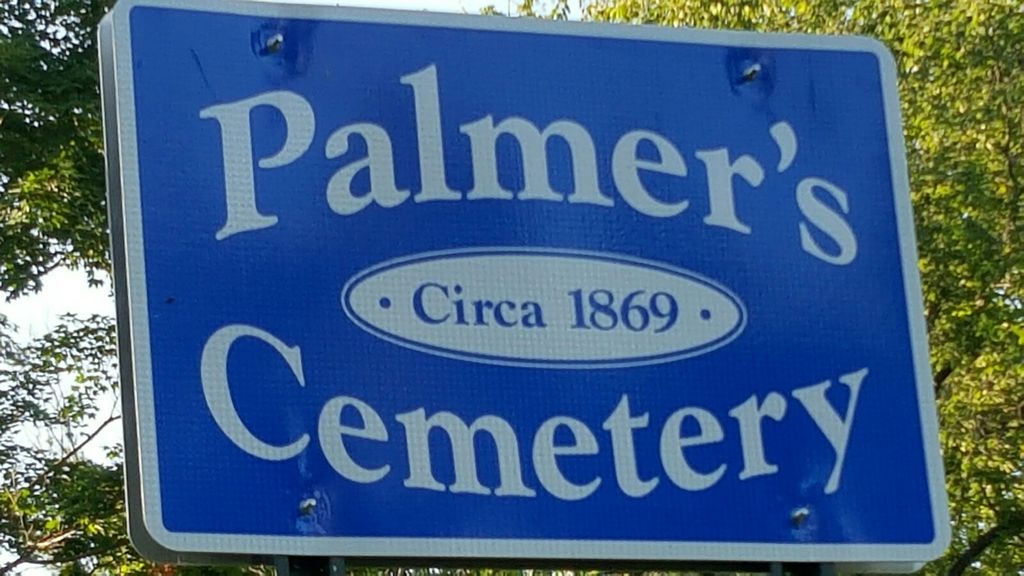 Palmer's
· Circa 1869 ·
Cemetery